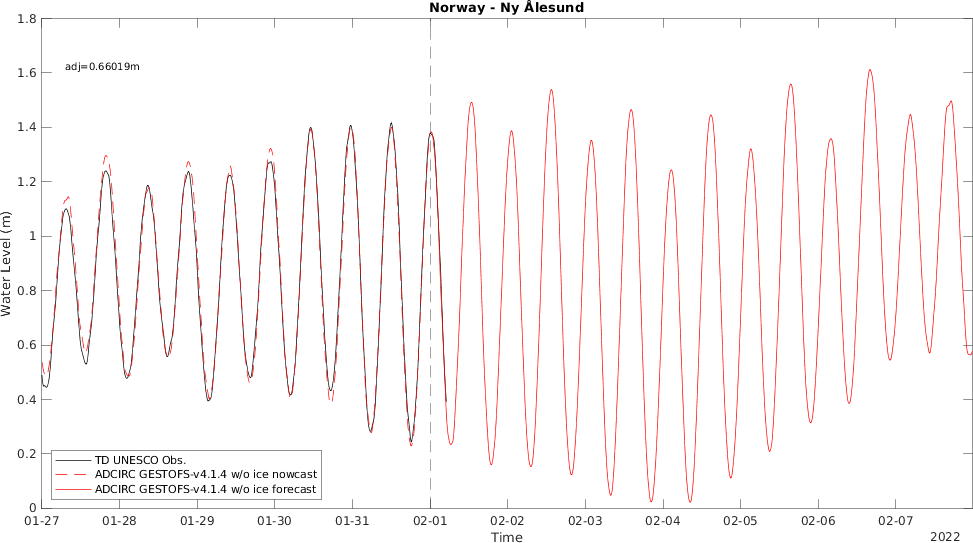 Norway - Ny Ålesund
1.8
1.6
1.4
1.2
1
0.8
0.6
0.4
0.2
0
Water Level (m)
adj=0.66019m
TD UNESCO Obs.
ADCIRC GESTOFS-v4.1.4 w/o ice nowcast
ADCIRC GESTOFS-v4.1.4 w/o ice forecast
01-27 01-28 01-29 01-30 01-31 02-01 02-02 02-03 02-04 02-05 02-06 02-07
Time
2022